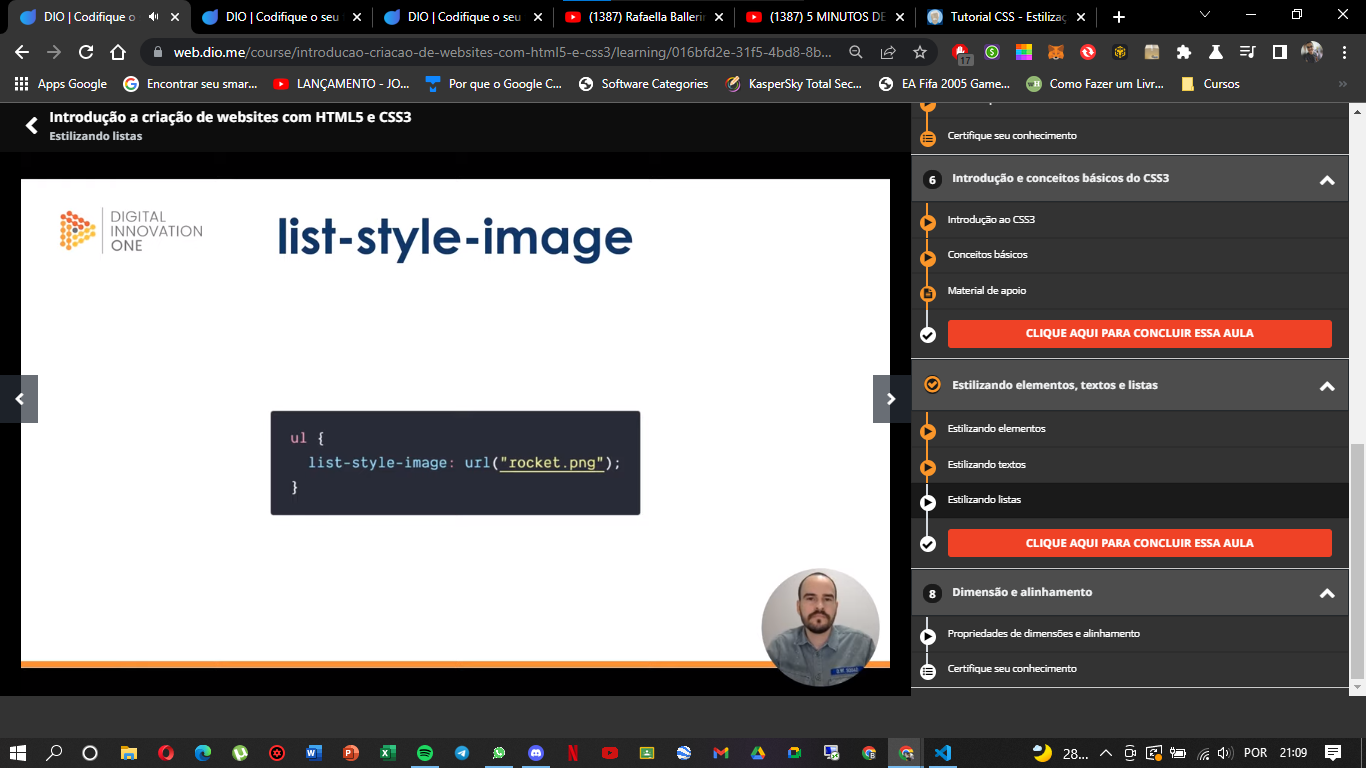 DIO | Codifique o
DIO | Codifique o seu
DIO | Codifique o seu
(1387) Rafaella Ballerin
(1387) 5 MINUTOS DE
Tutorial CSS - Estilizaç
web.dio.me/course/introducao-criacao-de-websites-com-html5-e-css3/learning/016bfd2e-31f5-4bd8-8b...
17
Apps Google
Encontrar seu smar...
LANÇAMENTO - JO...
Por que o Google C...
Software Categories
KasperSky Total Sec...
EA Fifa 2005 Game...
Como Fazer um Livr...
Cursos
Introdução a criação de websites com HTML5 e CSS3
Estilizando listas
DIGITAL
INNOVATION
ONE
list-style-image
ul {
list-style-image: url("rocket.png");
}
Certifique seu conhecimento
6 Introdução e conceitos básicos do CSS3
Introdução ao CSS3
Conceitos básicos
Material de apoio
CLIQUE AQUI PARA CONCLUIR ESSA AULA
Estilizando elementos, textos e listas
Estilizando elementos
Estilizando textos
Estilizando listas
CLIQUE AQUI PARA CONCLUIR ESSA AULA
8 Dimensão e alinhamento
Propriedades de dimensões e alinhamento
Certifique seu conhecimento
28...
POR
21:09